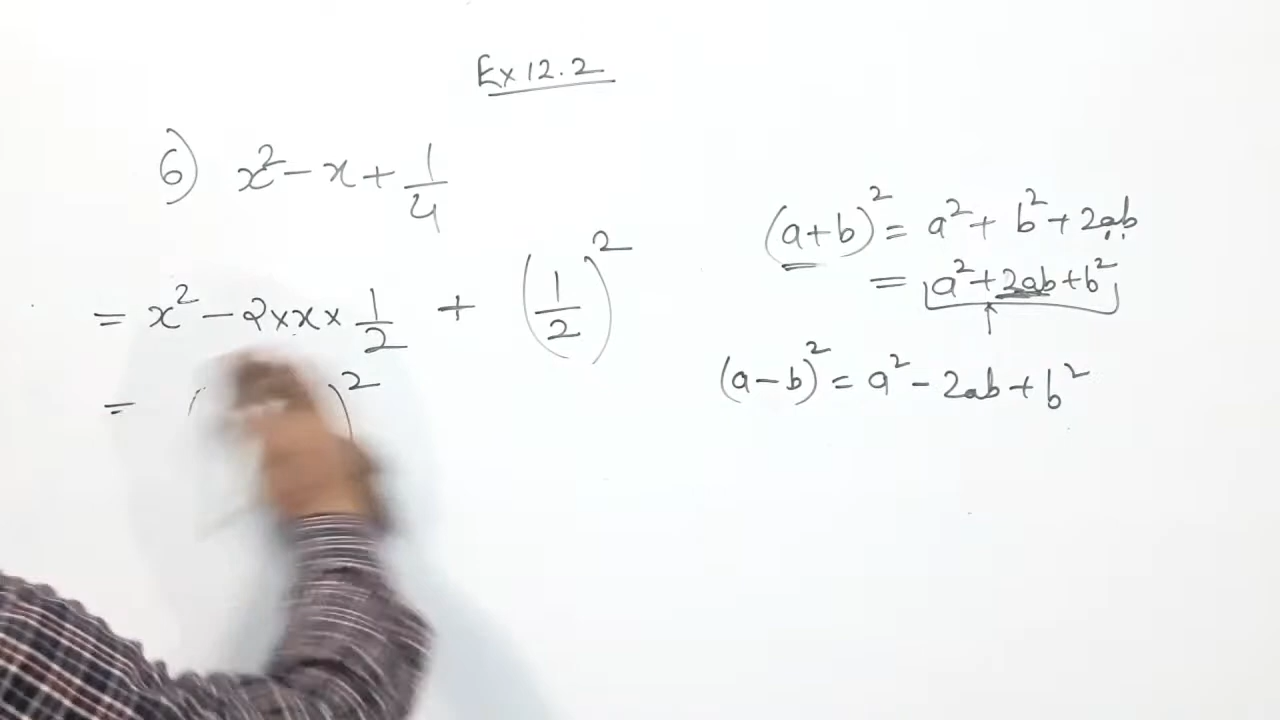 Ex 12.2
6) x² - x + 1/4
= x² - 2 × x × 1/2 + (1/2)²
= ( )²
(a+b)² = a² + b² + 2ab
= a² + 2ab + b²
(a-b)² = a² - 2ab + b²